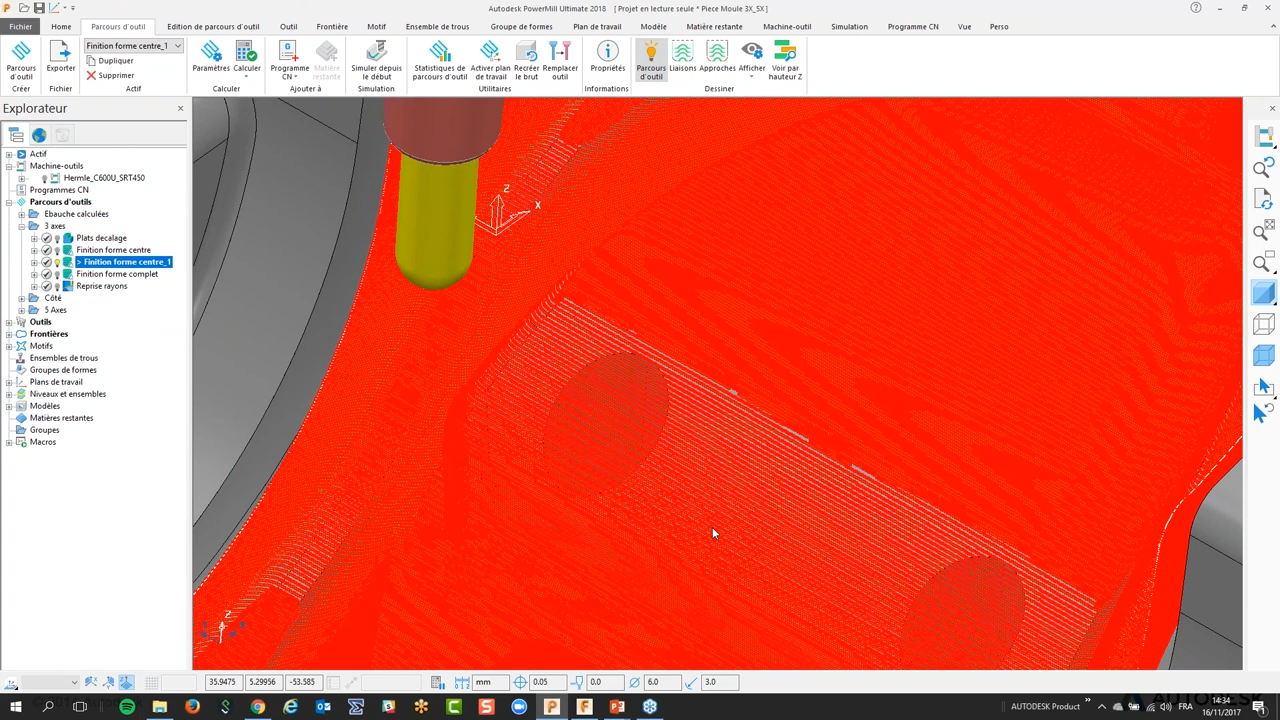 Autodesk PowerMill Ultimate 2018 [ Projet en lecture seule * Piece Moule 3X_5X ]
Fichier Home Parcours d'outil Edition de parcours d'outil Outil Frontière Motif Ensemble de trous Groupe de formes Plan de travail Modèle Matière restante Machine-outil Simulation Programme CN Vue Perso
Parcours d'outil
Créer
Exporter
Fichier
Finition forme centre_1
Dupliquer
Supprimer
Actif
Paramètres
Calculer
Calculer
Programme CN
Matière restante
Ajouter à
Simuler depuis le début
Simulation
Statistiques de parcours d'outil
Activer plan de travail
Recréer le brut
Remplacer outil
Utilitaires
Propriétés
Informations
Parcours d'outil
Liaisons
Approches
Afficher
Voir par hauteur Z
Dessiner
Explorateur
Actif
Machine-outils
Hermle_C600U_SRT450
Programmes CN
Parcours d'outils
Ebauche calculées
3 axes
Plats decalage
Finition forme centre
> Finition forme centre_1
Finition forme complet
Reprise rayons
Côté
5 Axes
Outils
Frontières
Motifs
Ensembles de trous
Groupes de formes
Plans de travail
Niveaux et ensembles
Modèles
Matières restantes
Groupes
Macros
Z
X
Z
35.9475 5.29956 -53.585 mm 0.05 0.0 6.0 3.0
AUTODESK Product
FRA
14:34
16/11/2017
AUTODESK